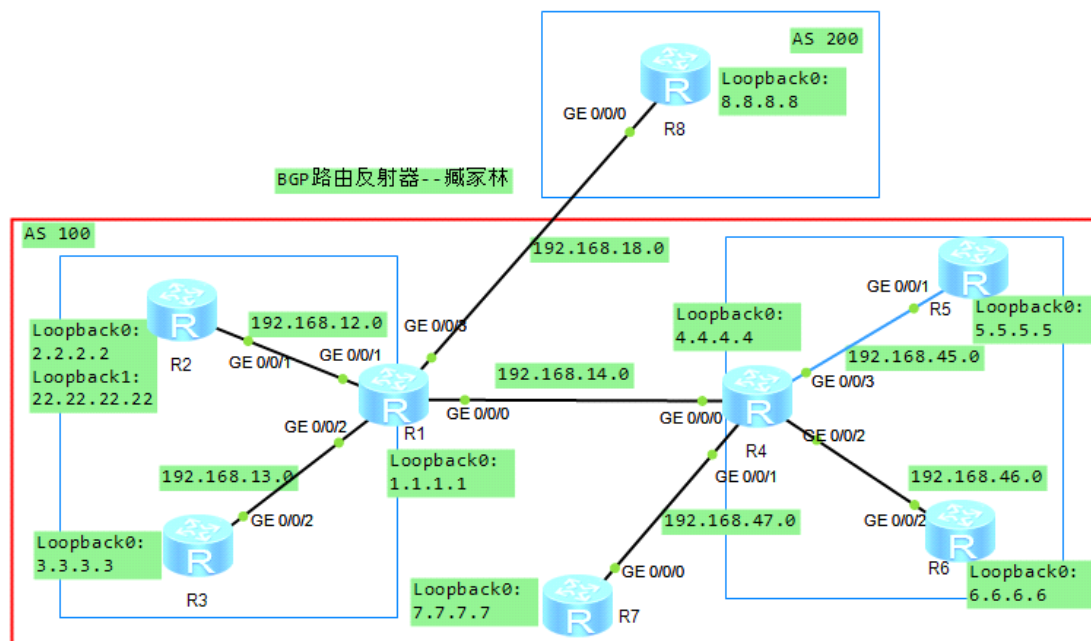 AS 200
Loopback0:
8.8.8.8
GE 0/0/0
R
R8
BGP路由反射器--臧家林
192.168.18.0
AS 100
R
R2
Loopback0:
2.2.2.2
Loopback1:
22.22.22.22
192.168.12.0
GE 0/0/1
GE 0/0/1
GE 0/0/3
R
R1
GE 0/0/0
Loopback0:
1.1.1.1
GE 0/0/2
192.168.13.0
GE 0/0/2
Loopback0:
3.3.3.3
R
R3
192.168.14.0
GE 0/0/0
Loopback0:
4.4.4.4
R
R4
GE 0/0/3
192.168.45.0
GE 0/0/1
R
R5
Loopback0:
5.5.5.5
GE 0/0/2
192.168.46.0
GE 0/0/2
R
R6
Loopback0:
6.6.6.6
GE 0/0/1
192.168.47.0
GE 0/0/0
R
R7
Loopback0:
7.7.7.7